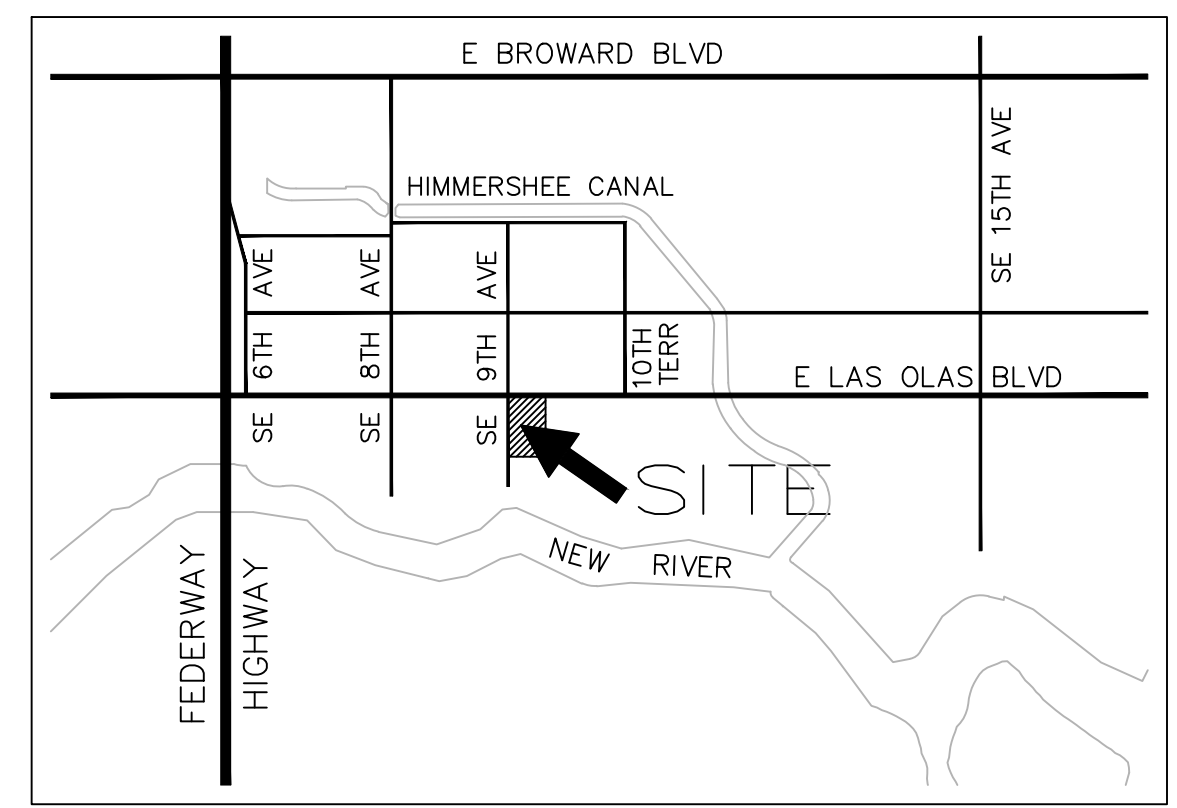 E BROWARD BLVD
HIMMERSHEE CANAL
SE 15TH AVE
SE 6TH AVE
SE 8TH AVE
SE 9TH AVE
10TH
TERR
E LAS OLAS BLVD
SITE
NEW RIVER
FEDERWAY
HIGHWAY